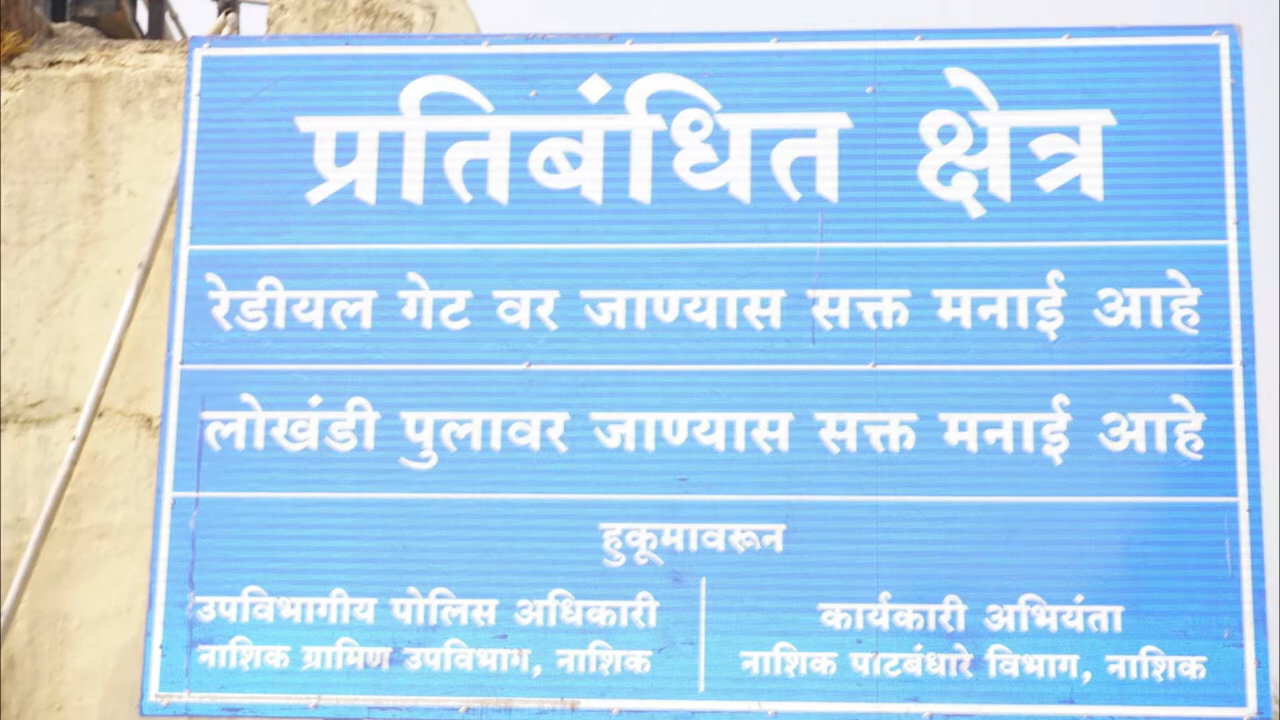 प्रतिबंधित क्षेत्र
रेडीयल गेट वर जाण्यास सक्त मनाई आहे
लोखंडी पुलावर जाण्यास सक्त मनाई आहे
हुकूमावरून
उपविभागीय पोलिस अधिकारी
नाशिक ग्रामिण उपविभाग, नाशिक
कार्यकारी अभियंता
नाशिक पाटबंधारे विभाग, नाशिक